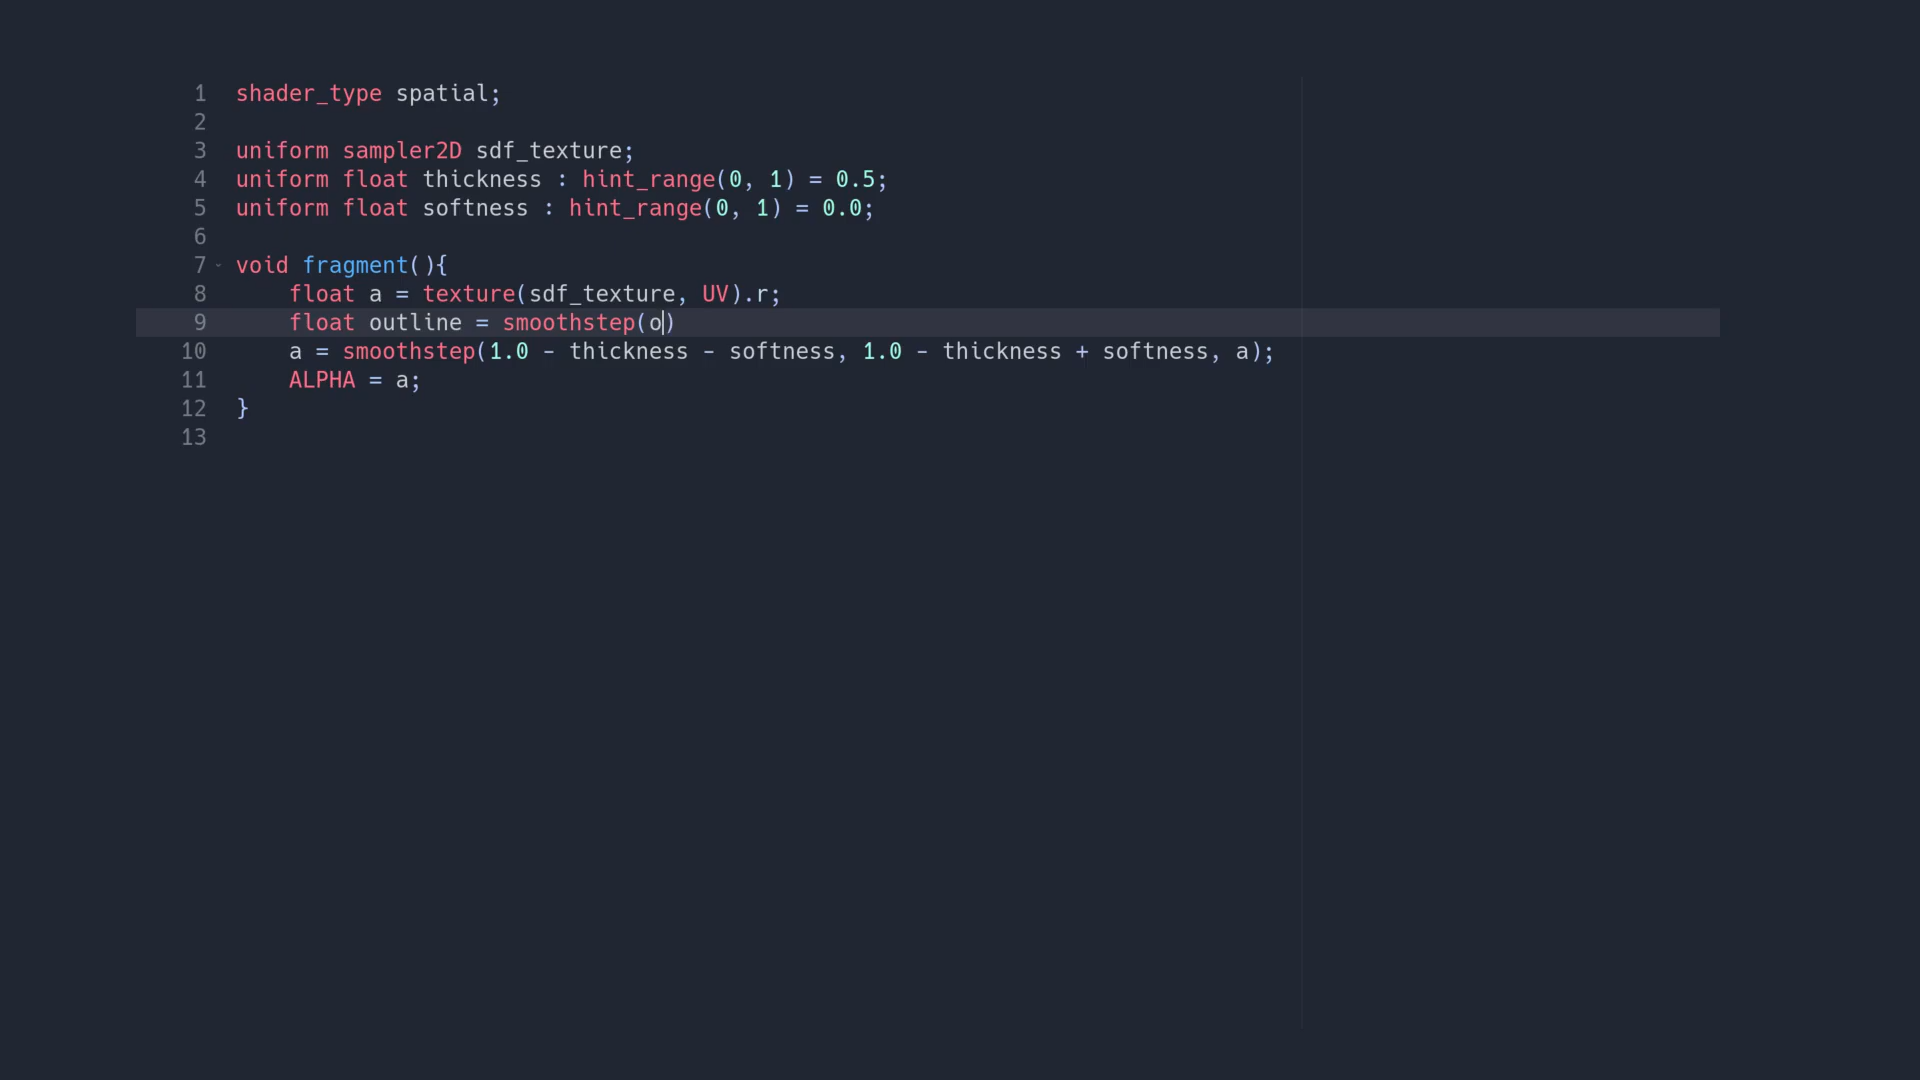 1 shader_type spatial;
2
3 uniform sampler2D sdf_texture;
4 uniform float thickness : hint_range(0, 1) = 0.5;
5 uniform float softness : hint_range(0, 1) = 0.0;
6
7 void fragment(){
8 float a = texture(sdf_texture, UV).r;
9 float outline = smoothstep(o)
10 a = smoothstep(1.0 - thickness - softness, 1.0 - thickness + softness, a);
11 ALPHA = a;
12 }
13